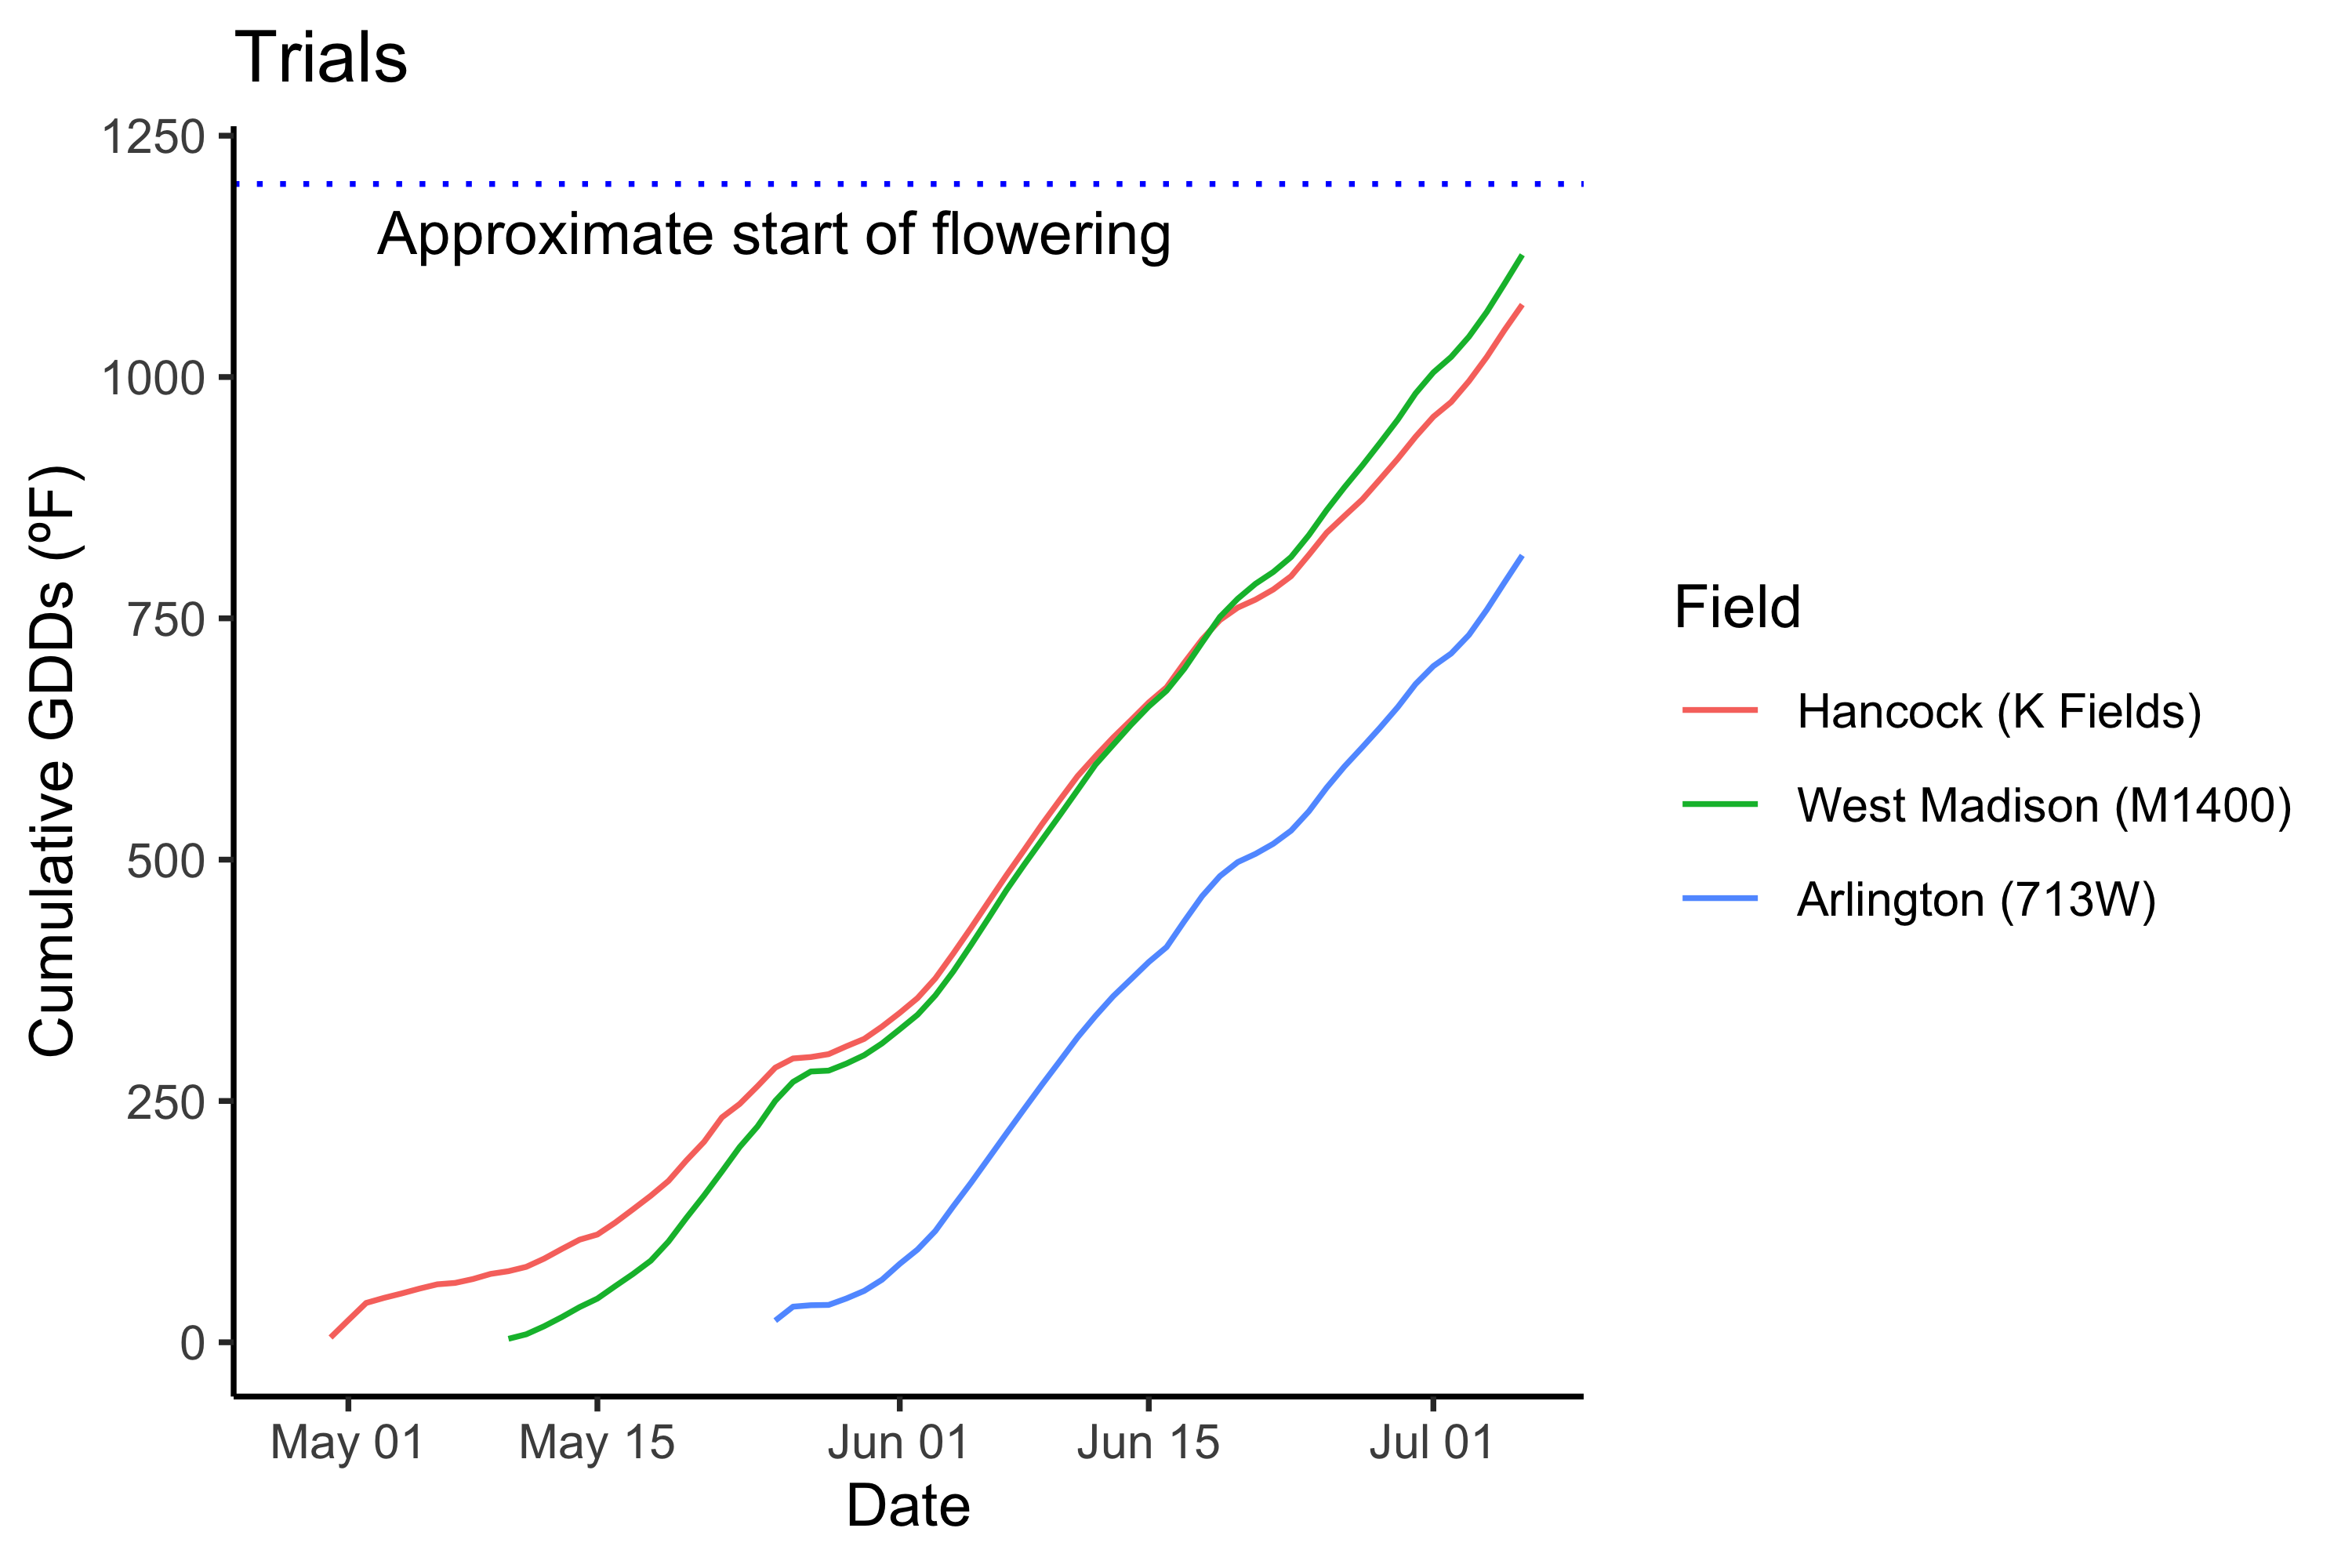 Trials
1250
Approximate start of flowering
1000
750
500
250
0
Cumulative GDDs (ºF)
May 01 May 15 Jun 01 Jun 15 Jul 01
Date
Field
Hancock (K Fields)
West Madison (M1400)
Arlington (713W)